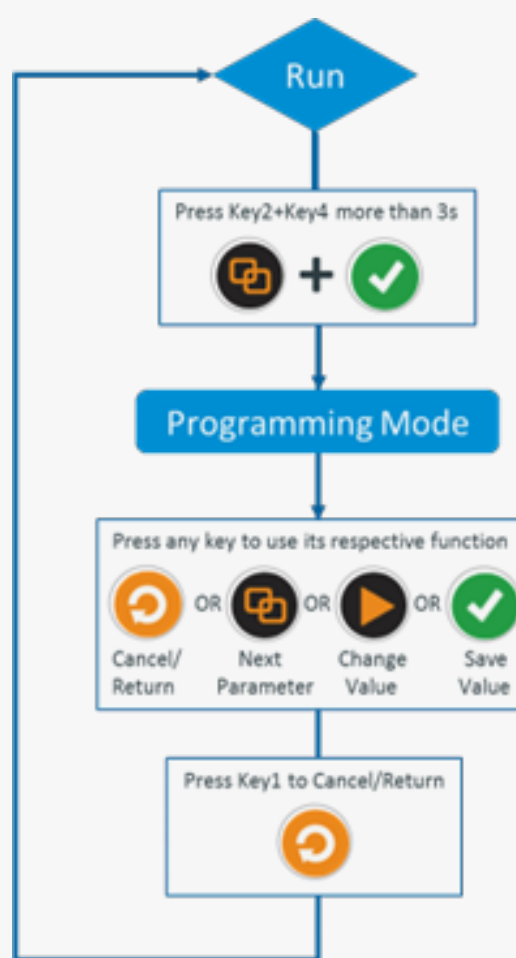 Run
Press Key2+Key4 more than 3s
+
Programming Mode
Press any key to use its respective function
OR OR OR
Cancel/ Next Change Save
Return Parameter Value Value
Press Key1 to Cancel/Return